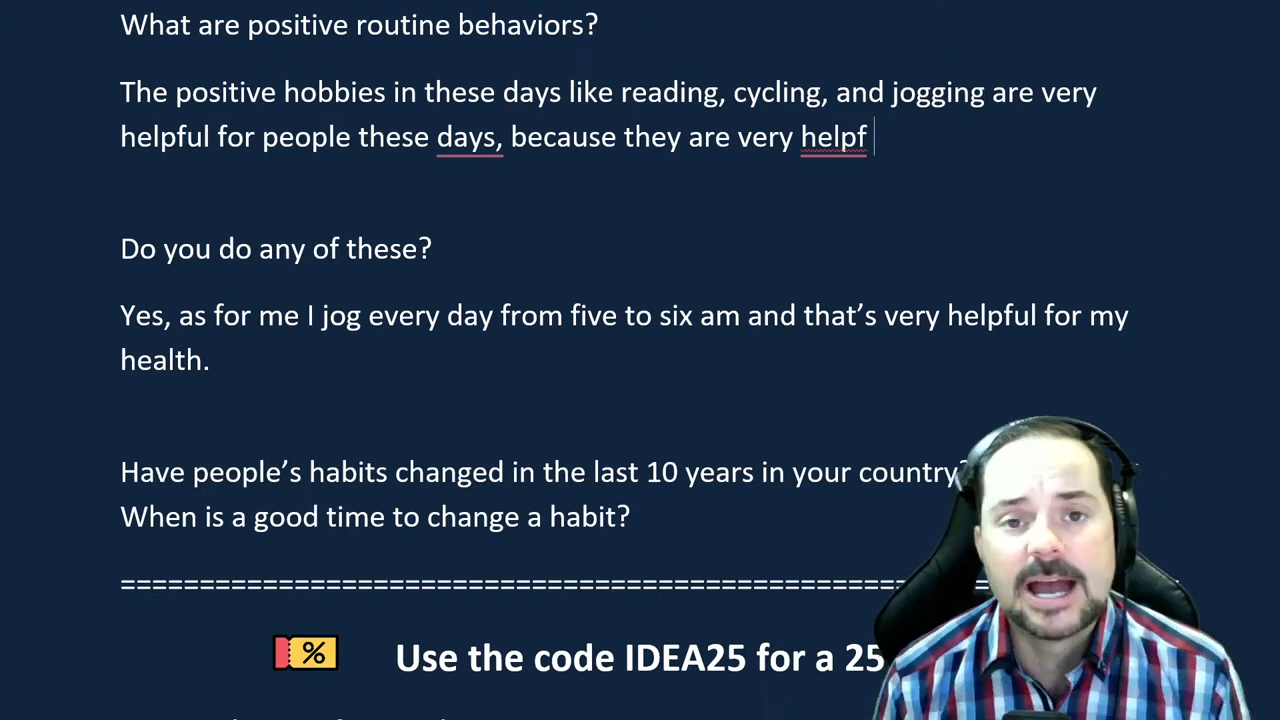 What are positive routine behaviors?
The positive hobbies in these days like reading, cycling, and jogging are very
helpful for people these days, because they are very helpf
Do you do any of these?
Yes, as for me I jog every day from five to six am and that’s very helpful for my
health.
Have people’s habits changed in the last 10 years in your country?
When is a good time to change a habit?
==========================================================
%
Use the code IDEA25 for a 25